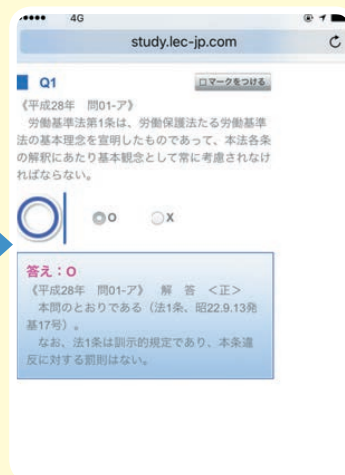 4G
study.lec-jp.com
Q1
□マークをつける
《平成28年 問01-ア》
労働基準法第1条は、労働保護法たる労働基準
法の基本理念を宣明したものであって、本法各条
の解釈にあたり基本観念として常に考慮されなけ
ればならない。
O X
答え：O
《平成28年 問01-ア》 解 答 <正>
本問のとおりである（法1条、昭22.9.13発
基17号）。
なお、法1条は訓示的規定であり、本条違
反に対する罰則はない。